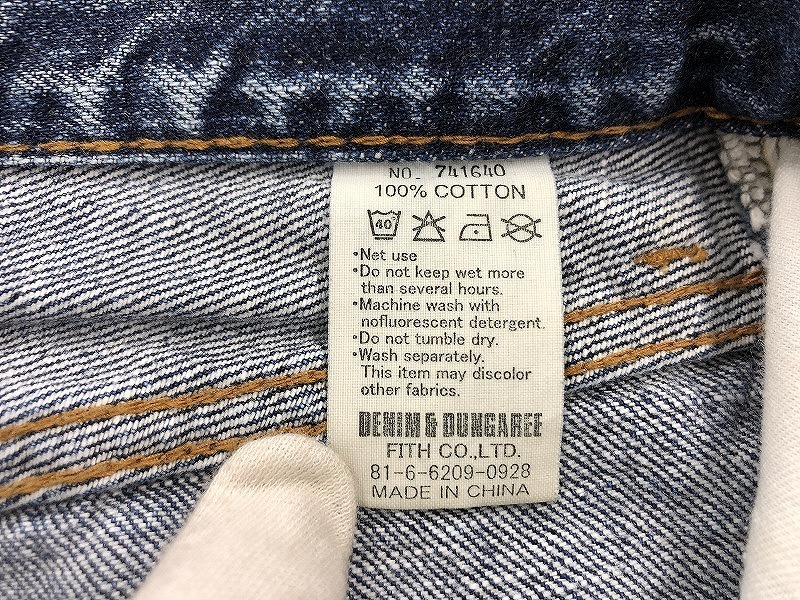 NO. 741640
100% COTTON
40
•Net use
•Do not keep wet more
than several hours.
•Machine wash with
nofluorescent detergent.
•Do not tumble dry.
•Wash separately.
This item may discolor
other fabrics.
DENIM & DUNGAREE
FITH CO.,LTD.
81-6-6209-0928
MADE IN CHINA